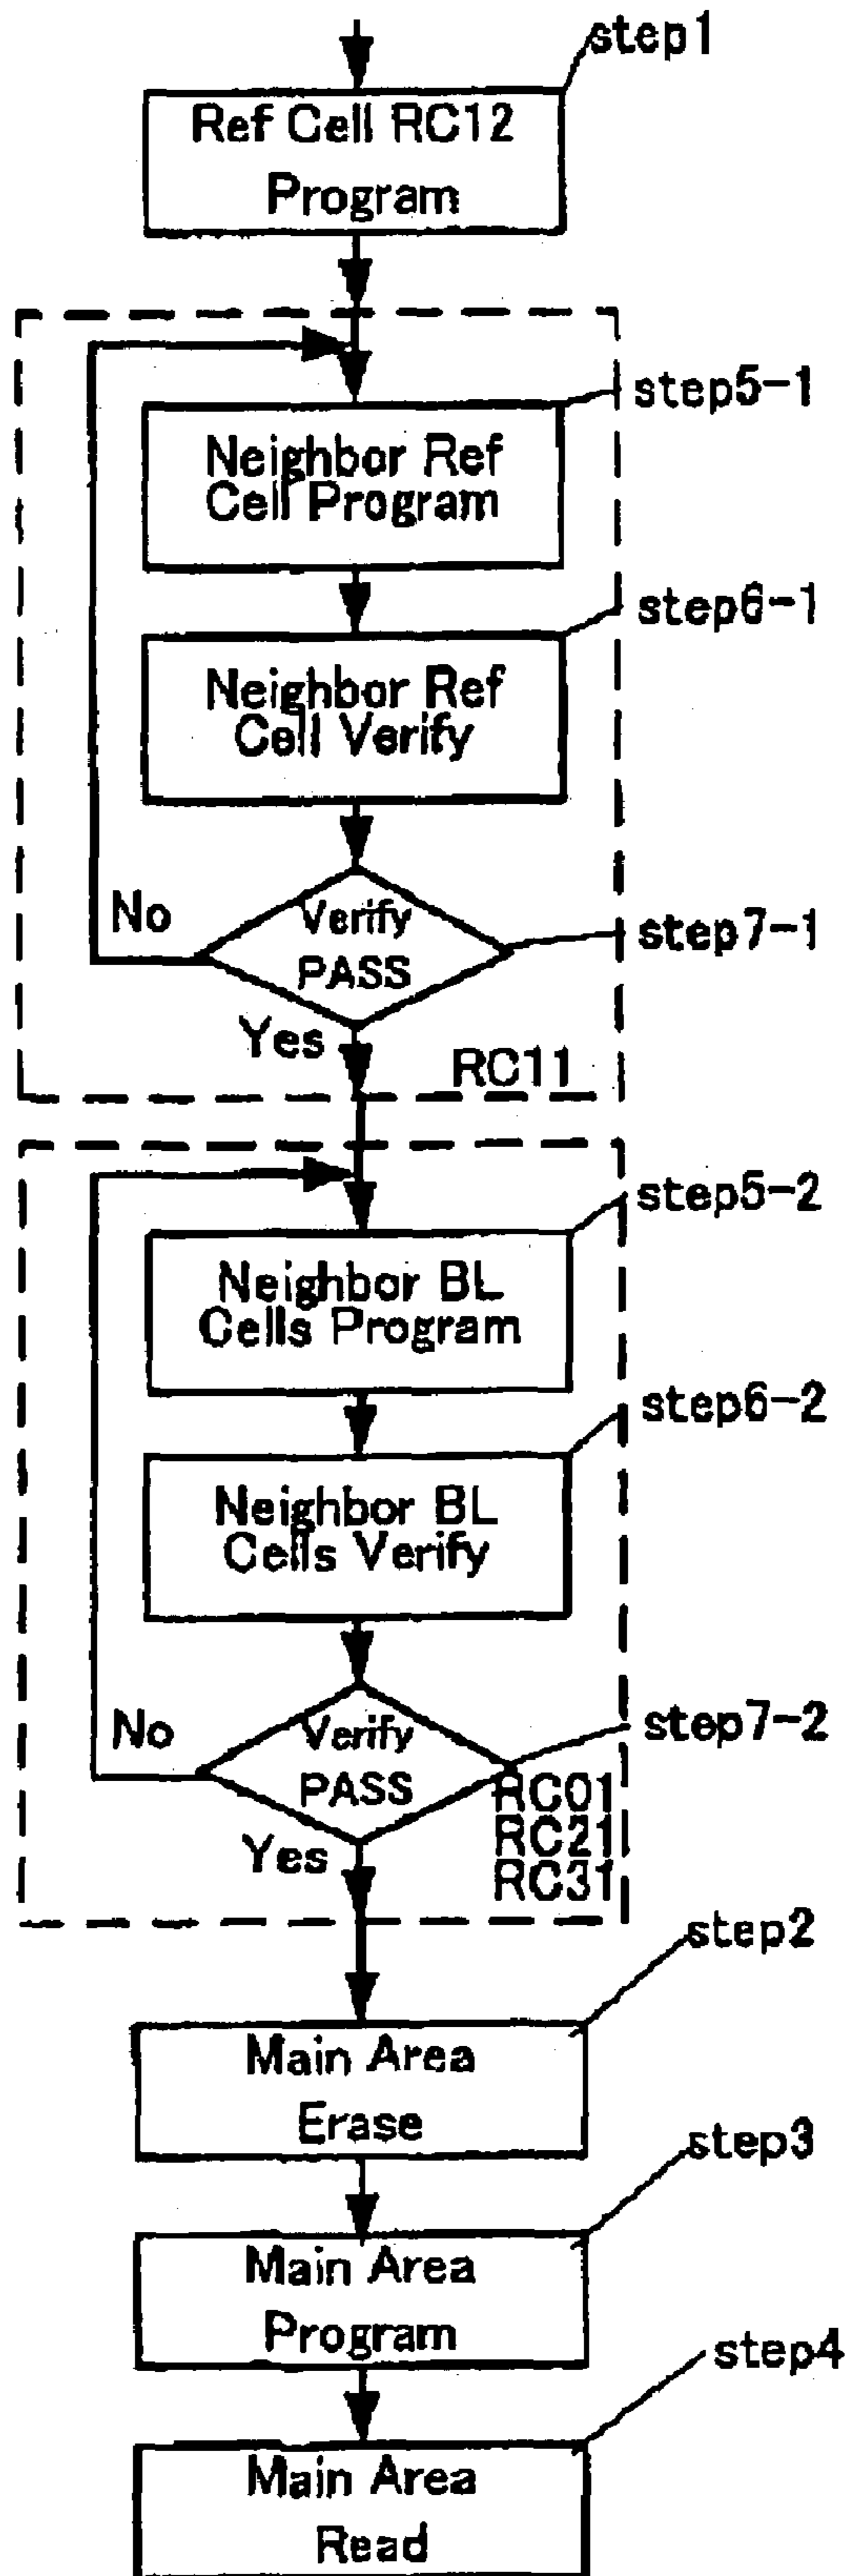 step1
Ref Cell RC12
Program
step5-1
Neighbor Ref
Cell Program
step6-1
Neighbor Ref
Cell Verify
No
Verify
PASS
step7-1
Yes
RC11
step5-2
Neighbor BL
Cells Program
step6-2
Neighbor BL
Cells Verify
No
Verify
PASS
step7-2
RC01
RC21
RC31
Yes
step2
Main Area
Erase
step3
Main Area
Program
step4
Main Area
Read